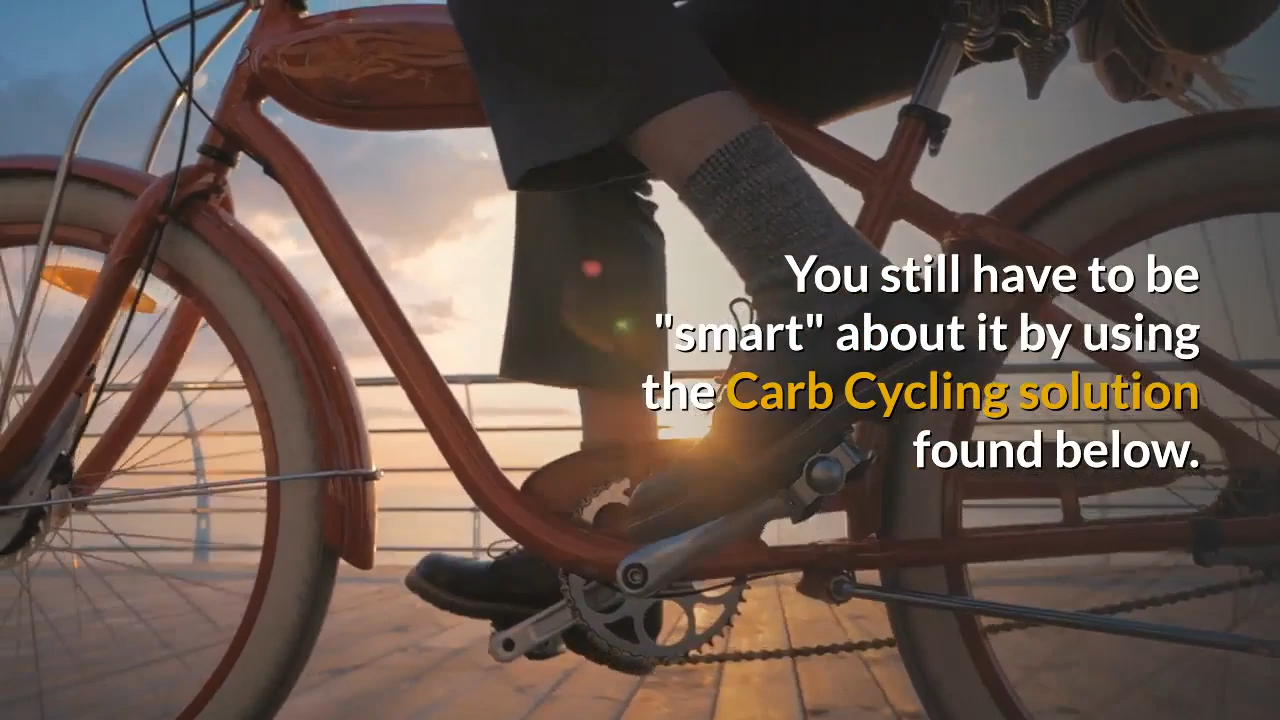 You still have to be
"smart" about it by using
the Carb Cycling solution
found below.